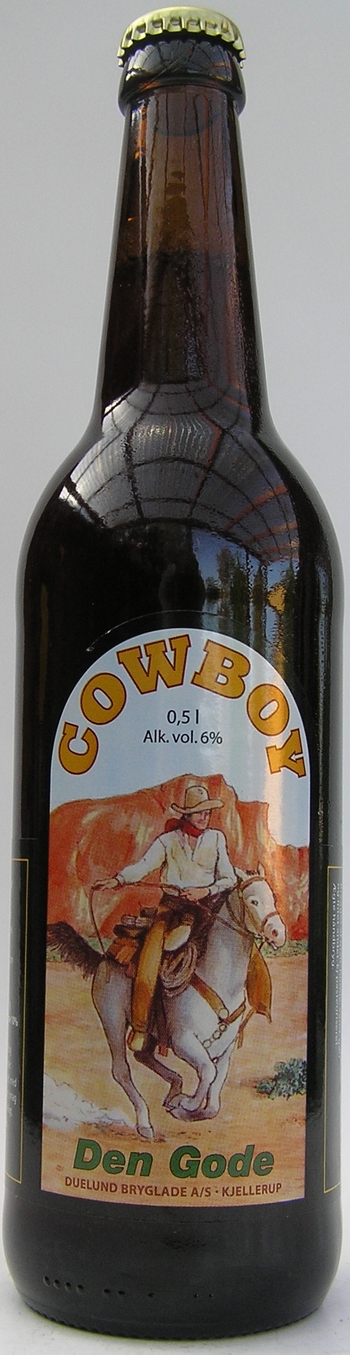 COWBOY
0,5 l
Alk. vol. 6%
Den Gode
DUELUND BRYGLADE A/S · KJELLERUP